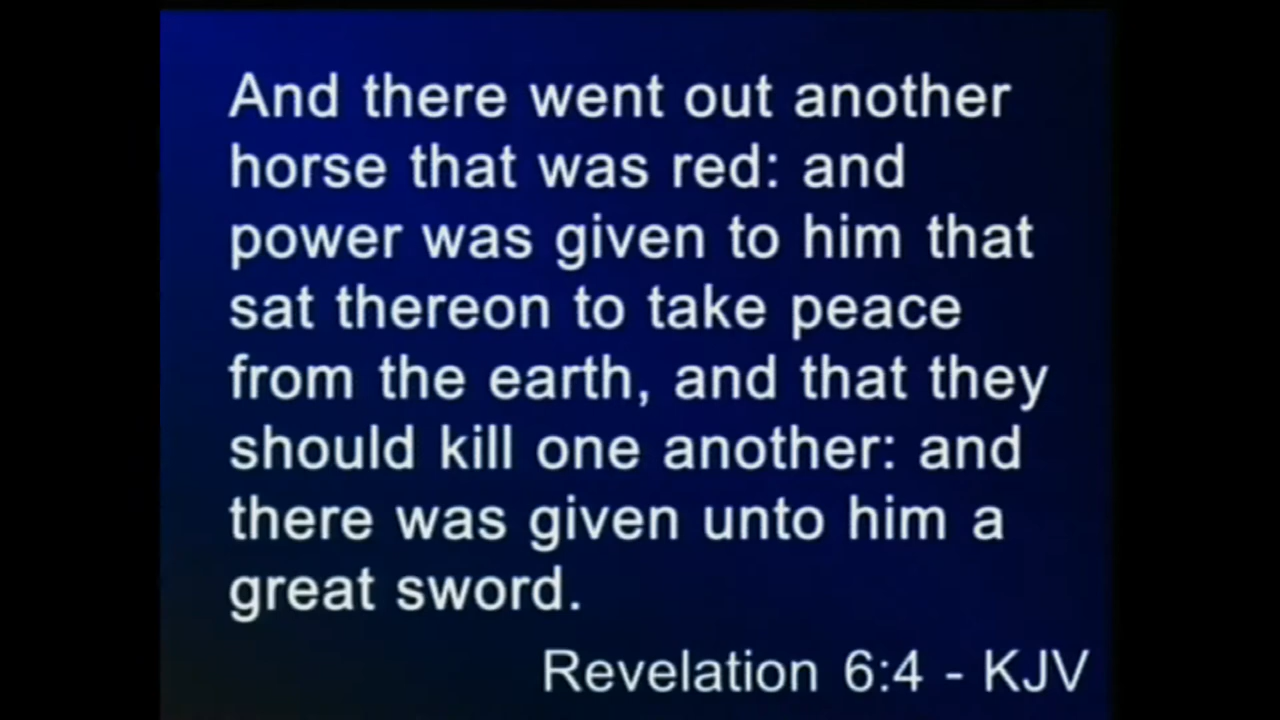 And there went out another
horse that was red: and
power was given to him that
sat thereon to take peace
from the earth, and that they
should kill one another: and
there was given unto him a
great sword.
Revelation 6:4 - KJV